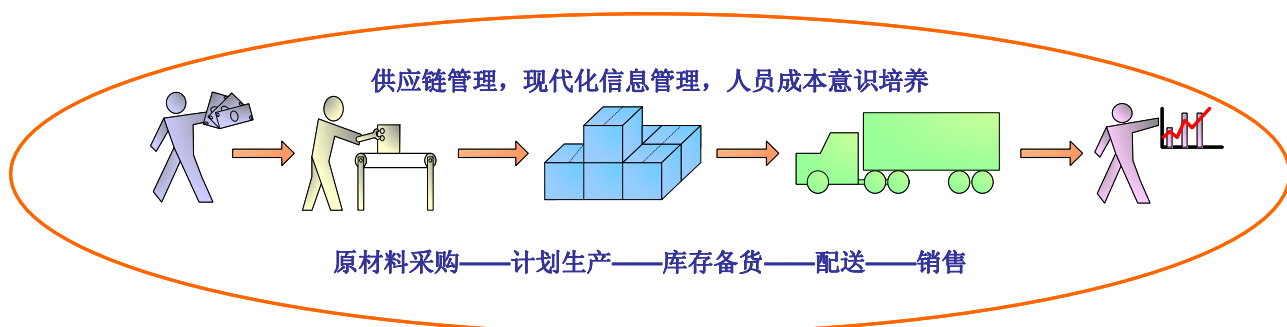 供应链管理，现代化信息管理，人员成本意识培养
原材料采购——计划生产——库存备货——配送——销售